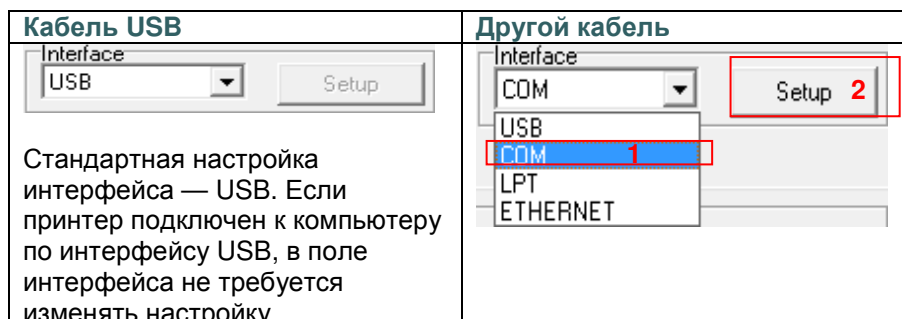 Кабель USB
Interface
USB
Setup
Стандартная настройка
интерфейса — USB. Если
принтер подключен к компьютеру
по интерфейсу USB, в поле
интерфейса не требуется
изменять настройку
Другой кабель
Interface
COM
Setup 2
USB
COM 1
LPT
ETHERNET